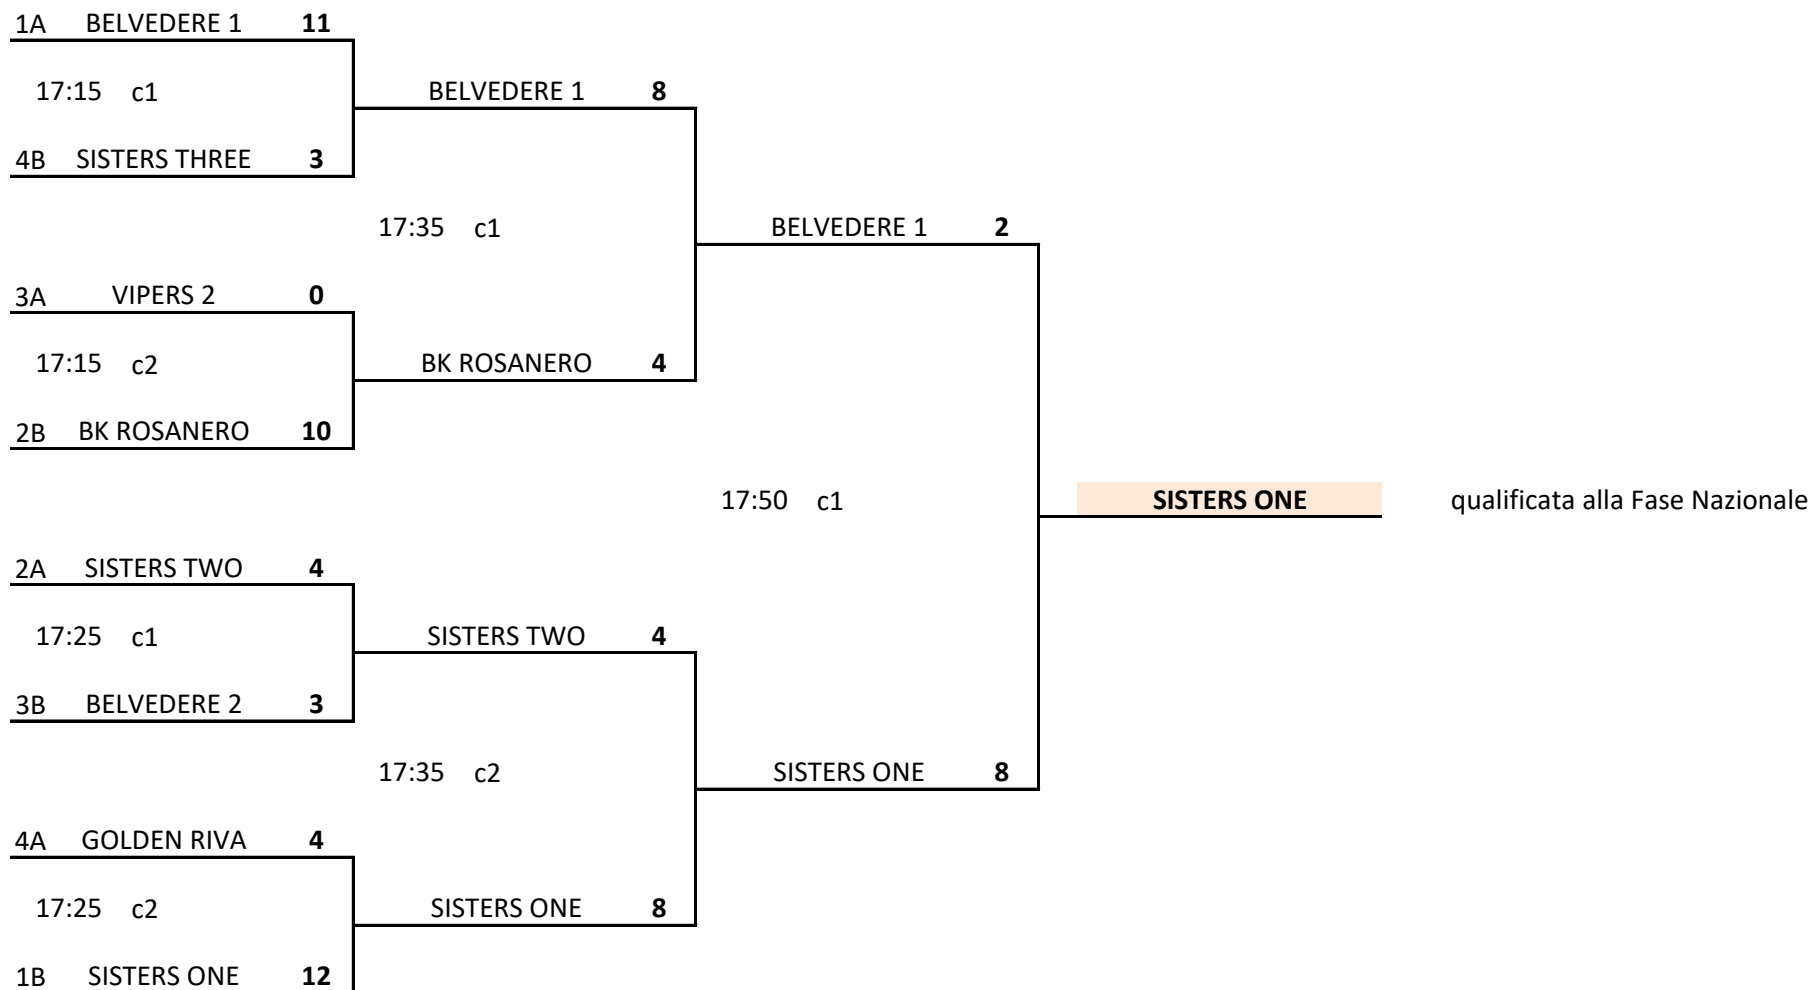 1A BELVEDERE 1 11
17:15 c1 BELVEDERE 1 8
4B SISTERS THREE 3
17:35 c1 BELVEDERE 1 2
3A VIPERS 2 0
17:15 c2 BK ROSANERO 4
2B BK ROSANERO 10
17:50 c1 SISTERS ONE qualificata alla Fase Nazionale
2A SISTERS TWO 4
17:25 c1 SISTERS TWO 4
3B BELVEDERE 2 3
17:35 c2 SISTERS ONE 8
4A GOLDEN RIVA 4
17:25 c2 SISTERS ONE 8
1B SISTERS ONE 12